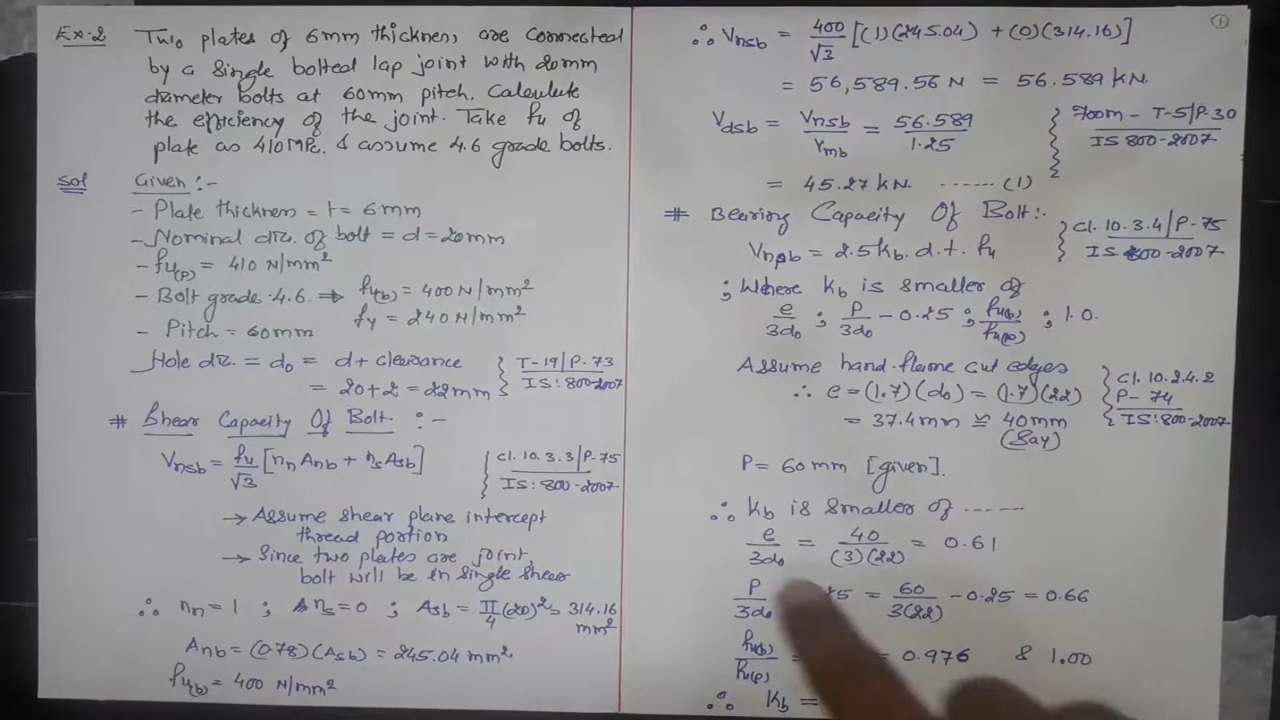 Ex.2 Two plates of 6mm thickness are connected
by a single bolted lap joint with 20mm
diameter bolts at 60mm pitch. Calculate
the efficiency of the joint. Take fu of
plate as 410 MPa. & assume 4.6 grade bolts.
Sol Given :-
- Plate thickness = t = 6mm
- Nominal dia. of bolt = d = 20mm
- fu(p) = 410 N/mm²
- Bolt grade 4.6 ⇒ fu(b) = 400 N/mm²
fy = 240 N/mm²
- Pitch = 60mm
Hole dia. = d₀ = d + clearance
= 20+2 = 22mm
T-19/P-73
IS:800-2007
# Shear Capacity Of Bolt :-
Vnsb = fu/√3 [nn Anb + ns Asb]
Cl. 10.3.3/P-75
IS:800-2007
→ Assume shear plane intercept
thread portion
→ Since two plates are joint,
bolt will be in single shear
∴ nn = 1 ; ns = 0 ; Asb = π/4 (20)² = 314.16
mm²
Anb = (0.78)(Asb) = 245.04 mm²
fu(b) = 400 N/mm²
1
∴ Vnsb = 400/√3 [(1)(245.04) + (0)(314.16)]
= 56,589.56 N = 56.589 kN.
Vdsb = Vnsb/γmb = 56.589/1.25
From - T-5/P-30
IS 800-2007
= 45.27 kN. ...... (1)
# Bearing Capacity Of Bolt:-
Vnpb = 2.5 kb. d. t. fu
Cl. 10.3.4/P-75
IS 800-2007
; Where kb is smaller of
e/3d₀ ; P/3d₀ - 0.25 ; fu(b)/fu(p) ; 1.0.
Assume hand-flame cut edges
∴ e = (1.7)(d₀) = (1.7)(22)
= 37.4mm ≅ 40mm
(Say)
Cl. 10.2.4.2
P-74
IS:800-2007
P = 60mm [given].
∴ kb is smaller of ------
e/3d₀ = 40/(3)(22) = 0.61
P/3d₀ 25 = 60/3(22) - 0.25 = 0.66
fu(b)/fu(p) = = 0.976 & 1.00
∴ kb =